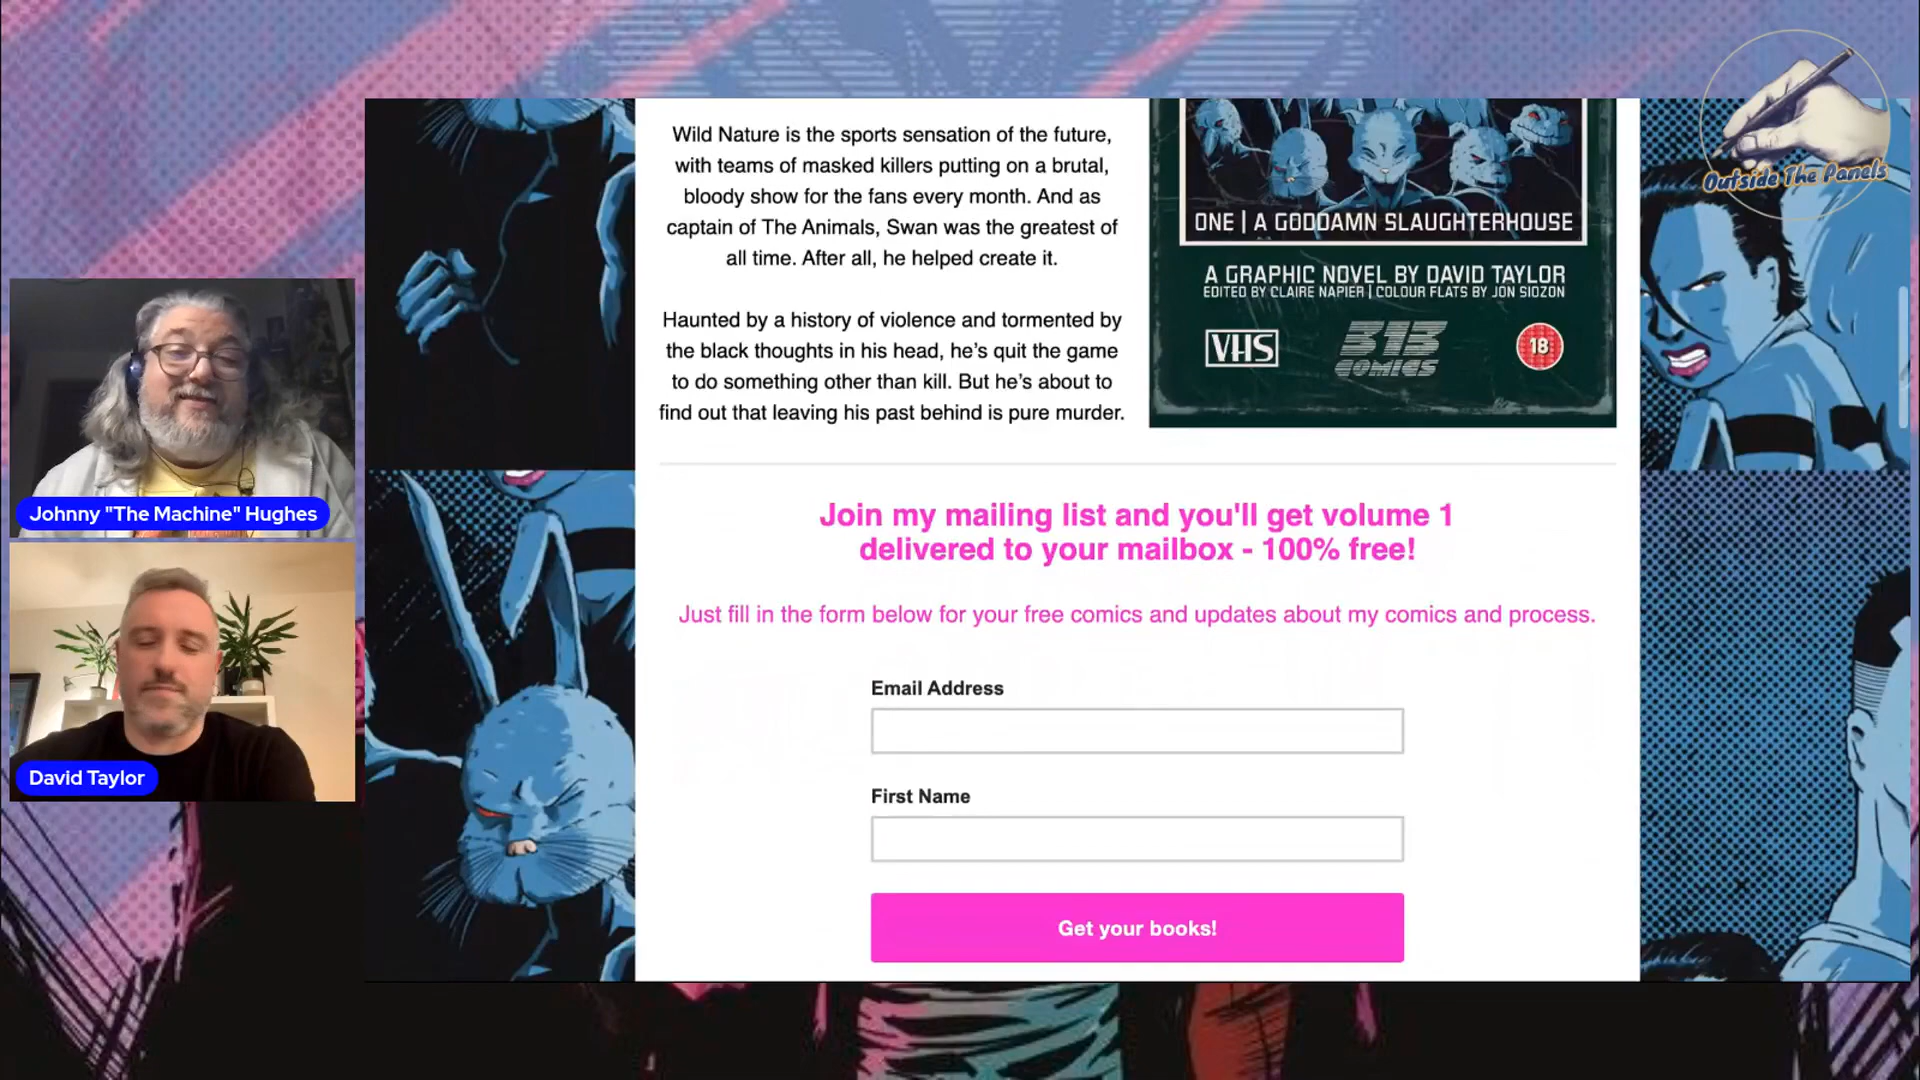 Outside The Panels
Wild Nature is the sports sensation of the future,
with teams of masked killers putting on a brutal,
bloody show for the fans every month. And as
captain of The Animals, Swan was the greatest of
all time. After all, he helped create it.
Haunted by a history of violence and tormented by
the black thoughts in his head, he’s quit the game
to do something other than kill. But he’s about to
find out that leaving his past behind is pure murder.
ONE | A GODDAMN SLAUGHTERHOUSE
A GRAPHIC NOVEL BY DAVID TAYLOR
EDITED BY CLAIRE NAPIER | COLOUR FLATS BY JON SIOZON
VHS
313
COMICS
18
Johnny "The Machine" Hughes
David Taylor
Join my mailing list and you'll get volume 1
delivered to your mailbox - 100% free!
Just fill in the form below for your free comics and updates about my comics and process.
Email Address
First Name
Get your books!